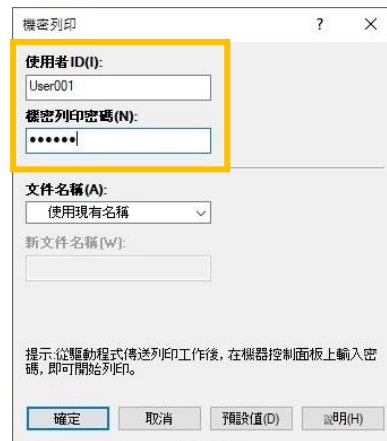 機密列印 ? ×
使用者ID(I):
User001
機密列印密碼(N):
••••••
文件名稱(A):
使用現有名稱
新文件名稱(W):
提示:從驅動程式傳送列印工作後, 在機器控制面板上輸入密
碼, 即可開始列印。
確定 取消 預設值(D) 說明(H)